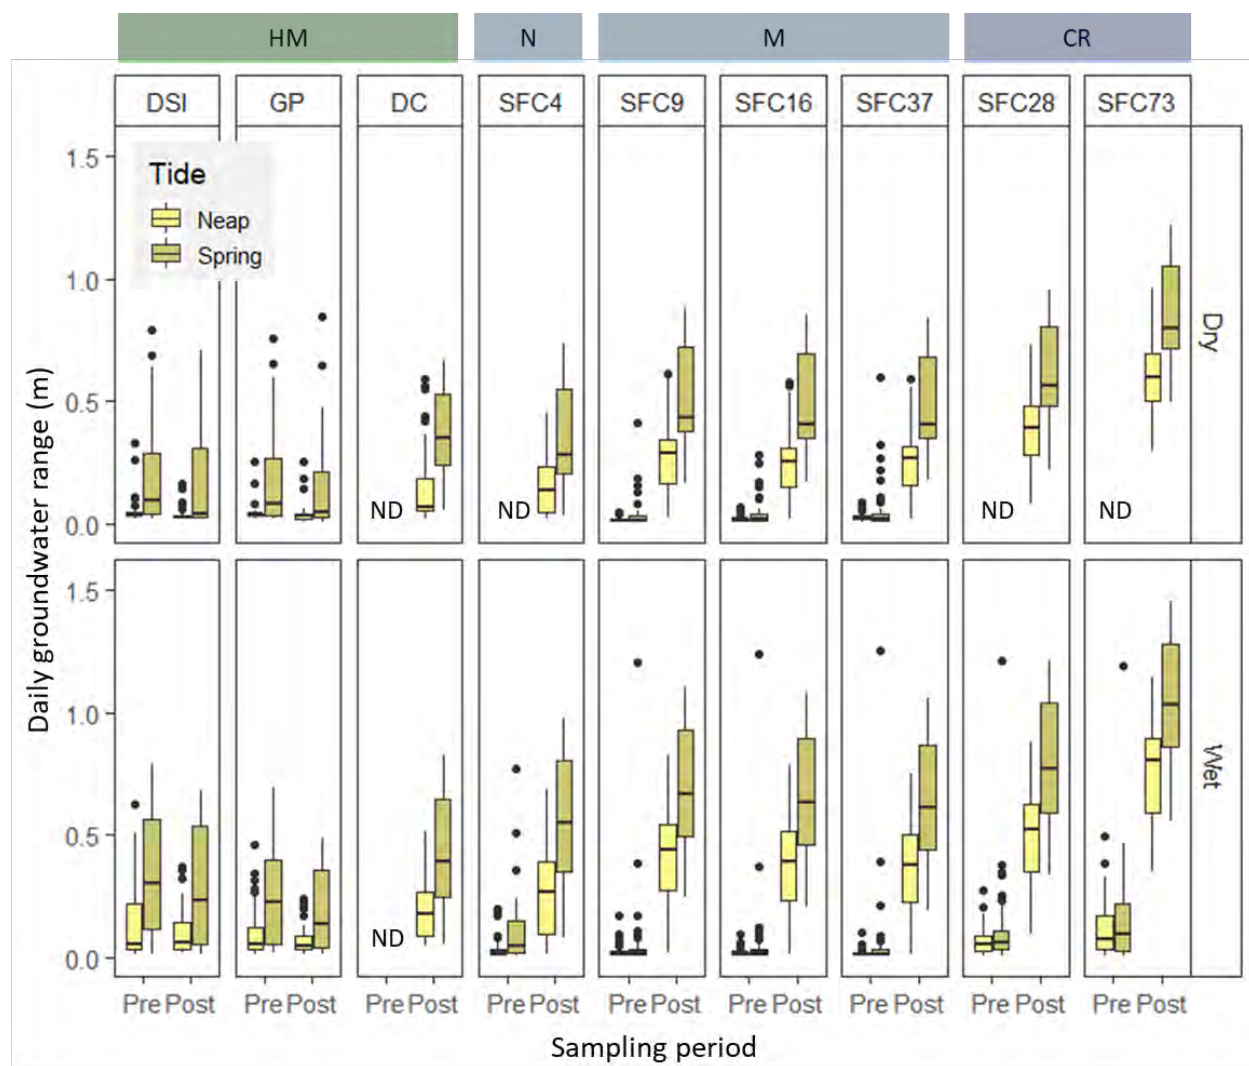 HM N M CR
DSI GP DC SFC4 SFC9 SFC16 SFC37 SFC28 SFC73
Tide
Neap
Spring
1.5
1.0
0.5
0.0
ND ND ND ND
Dry
1.5
1.0
0.5
0.0
ND
Wet
Daily groundwater range (m)
Pre Post Pre Post Pre Post Pre Post Pre Post Pre Post Pre Post Pre Post Pre Post
Sampling period